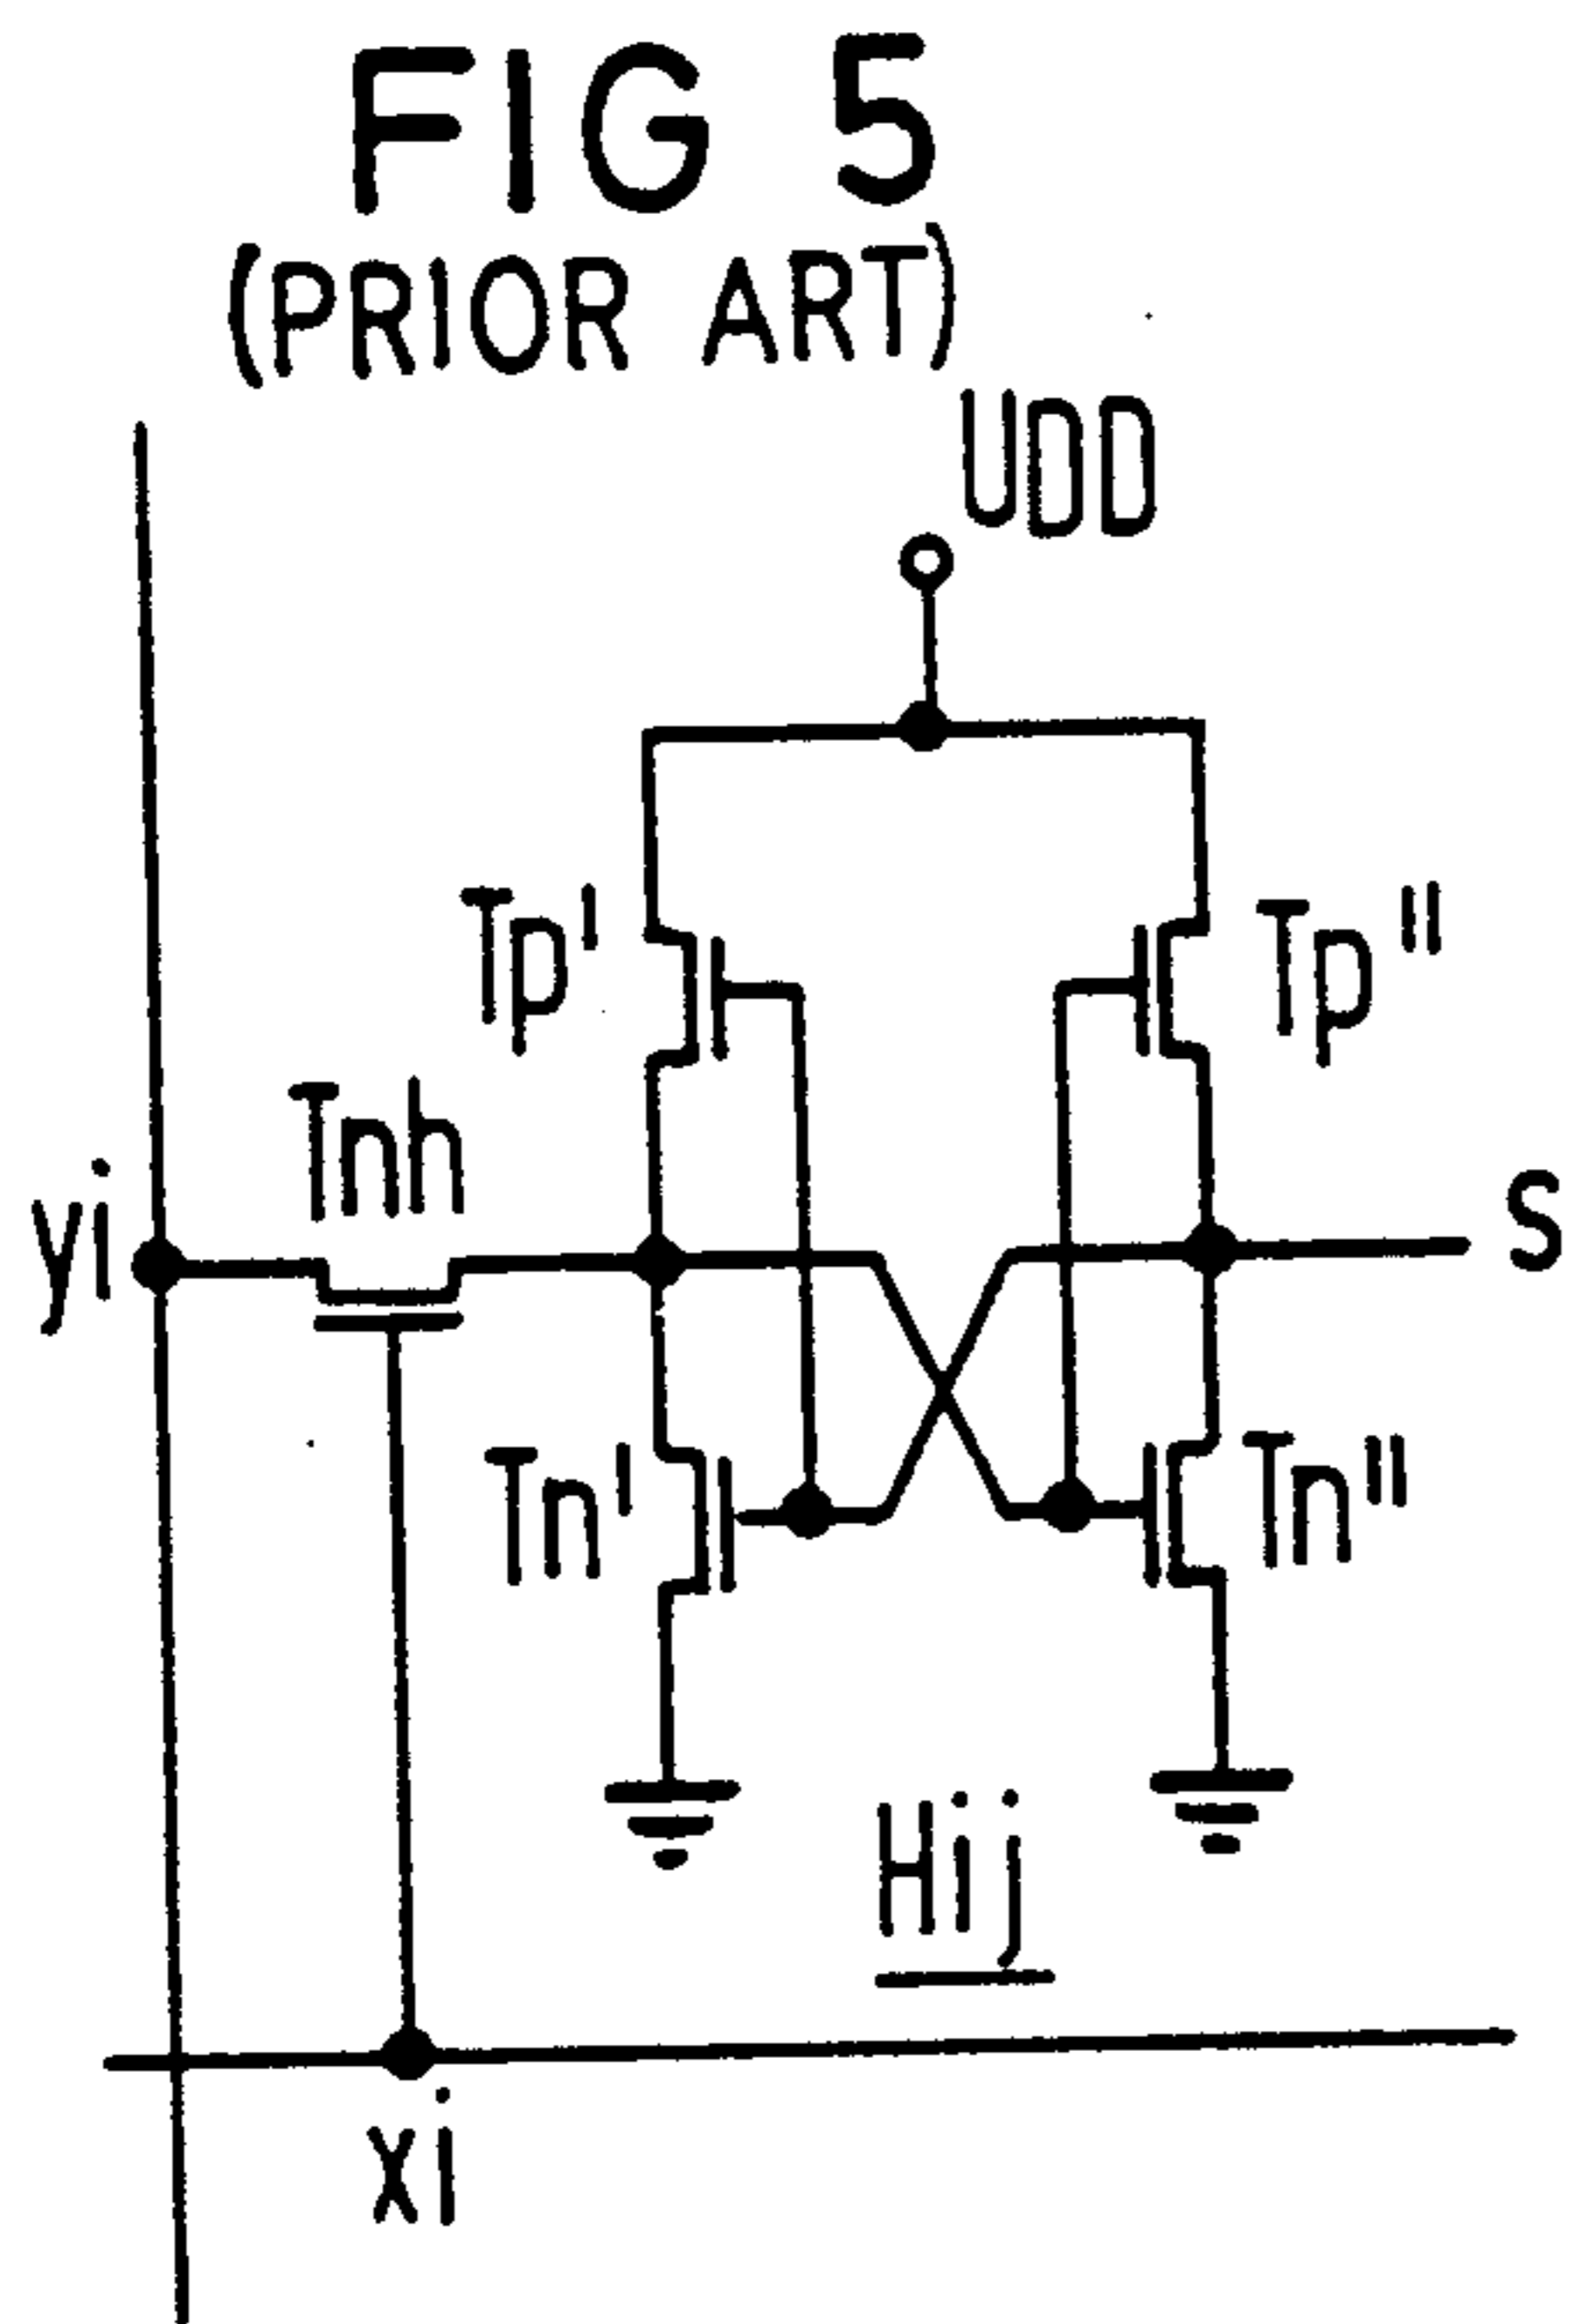 FIG 5
(PRIOR ART)
UDD
Tp'
Tp"
Tnh
yi
S
Tn'
Tn"
Hij
xi